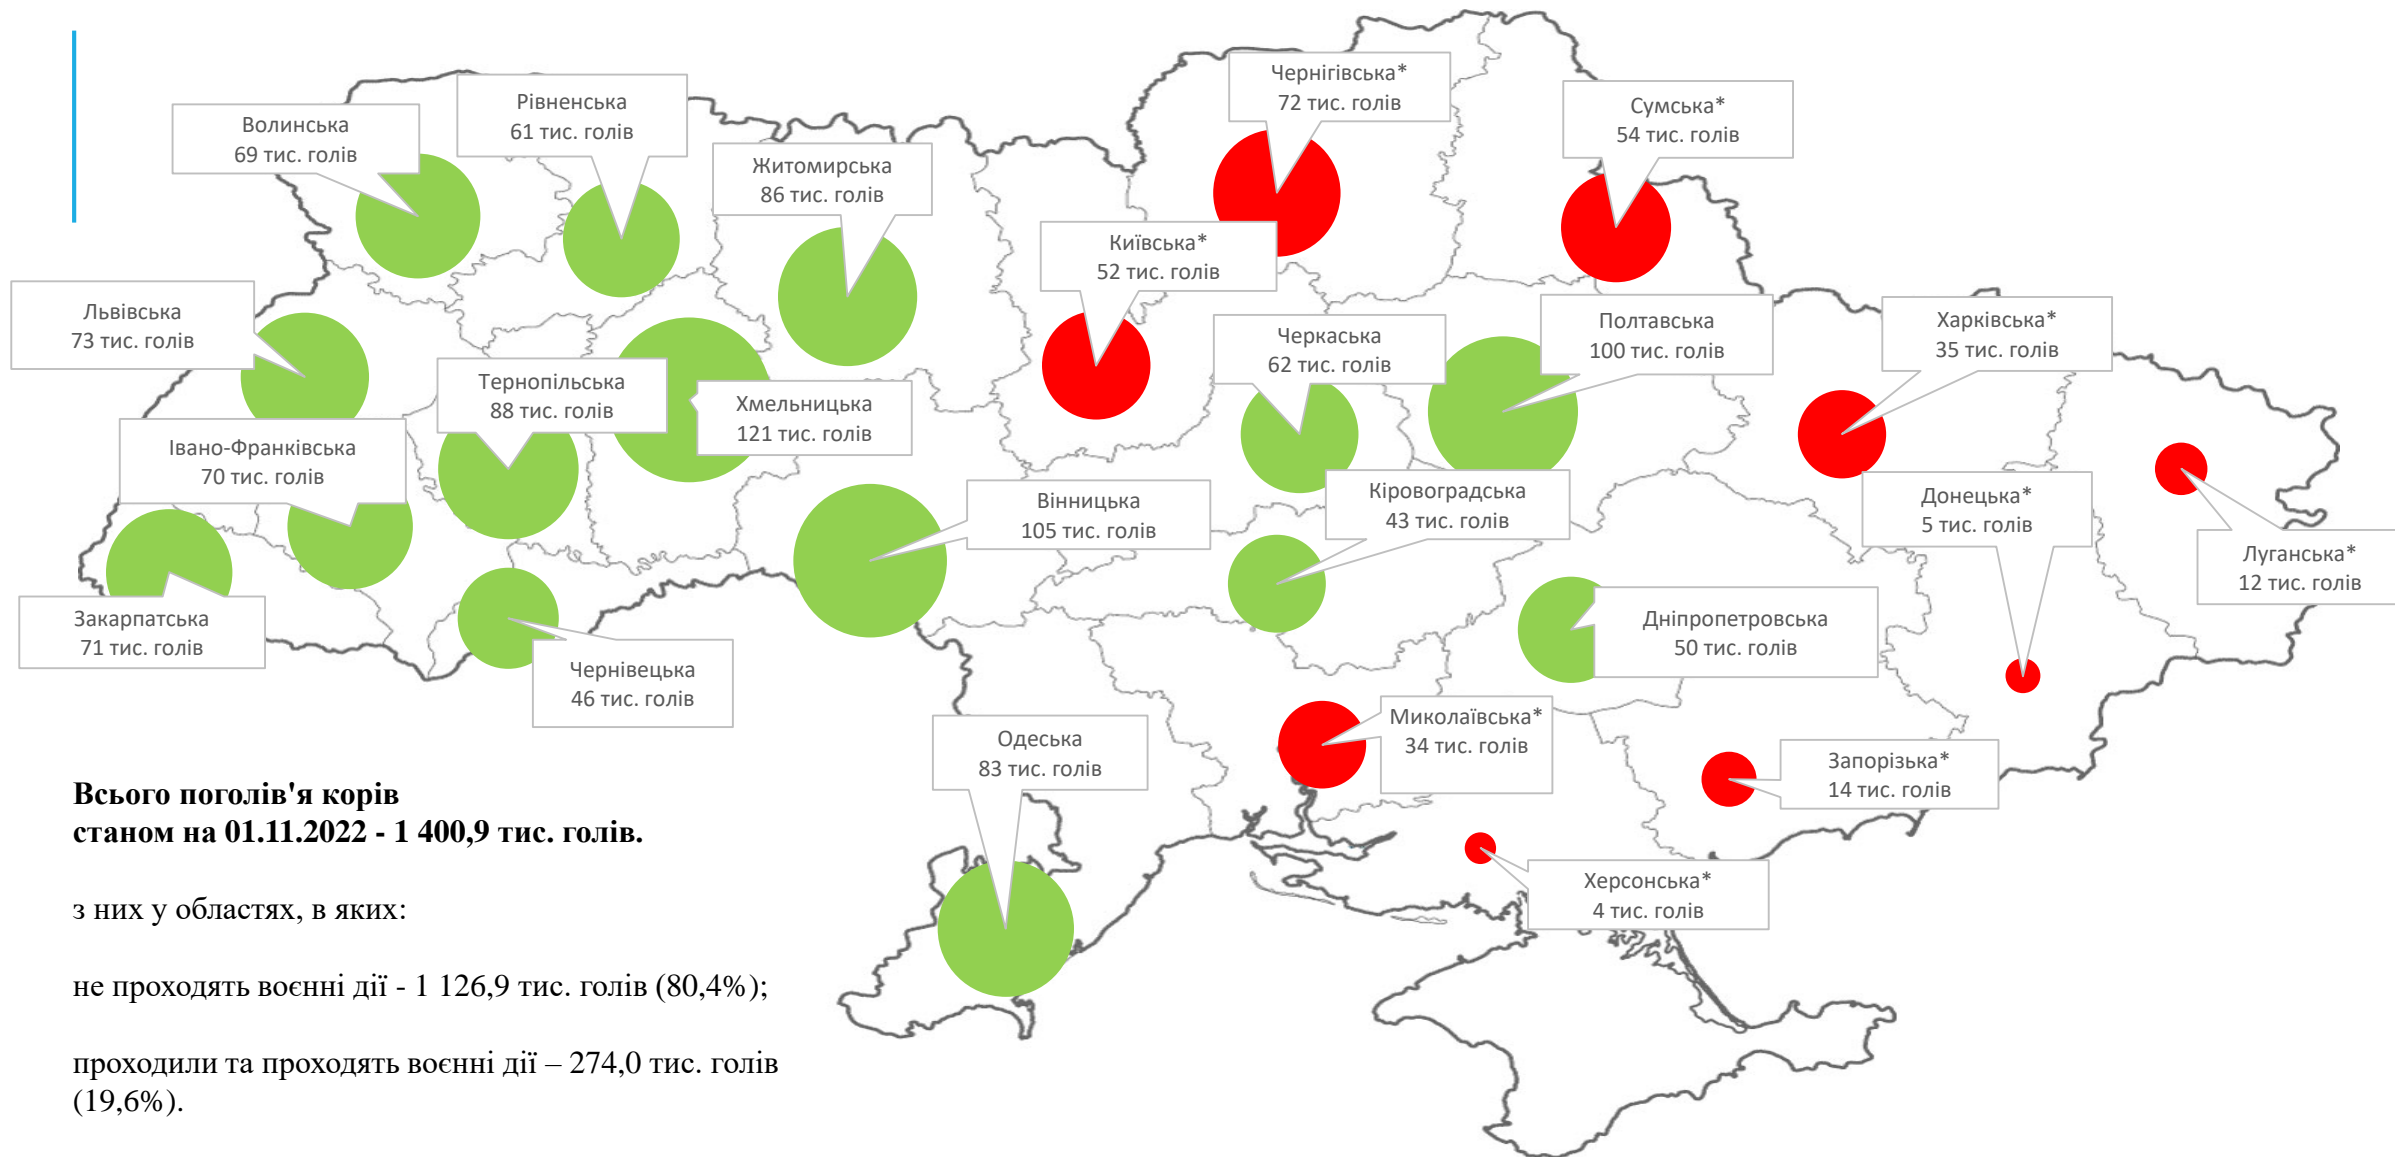 Чернігівська*
72 тис. голів
Рівненська
61 тис. голів
Сумська*
54 тис. голів
Волинська
69 тис. голів
Житомирська
86 тис. голів
Київська*
52 тис. голів
Львівська
73 тис. голів
Черкаська
62 тис. голів
Полтавська
100 тис. голів
Харківська*
35 тис. голів
Тернопільська
88 тис. голів
Хмельницька
121 тис. голів
Івано-Франківська
70 тис. голів
Вінницька
105 тис. голів
Кіровоградська
43 тис. голів
Донецька*
5 тис. голів
Луганська*
12 тис. голів
Закарпатська
71 тис. голів
Чернівецька
46 тис. голів
Дніпропетровська
50 тис. голів
Миколаївська*
34 тис. голів
Одеська
83 тис. голів
Запорізька*
14 тис. голів
Херсонська*
4 тис. голів
Всього поголів'я корів
станом на 01.11.2022 - 1 400,9 тис. голів.
з них у областях, в яких:
не проходять воєнні дії - 1 126,9 тис. голів (80,4%);
проходили та проходять воєнні дії – 274,0 тис. голів
(19,6%).